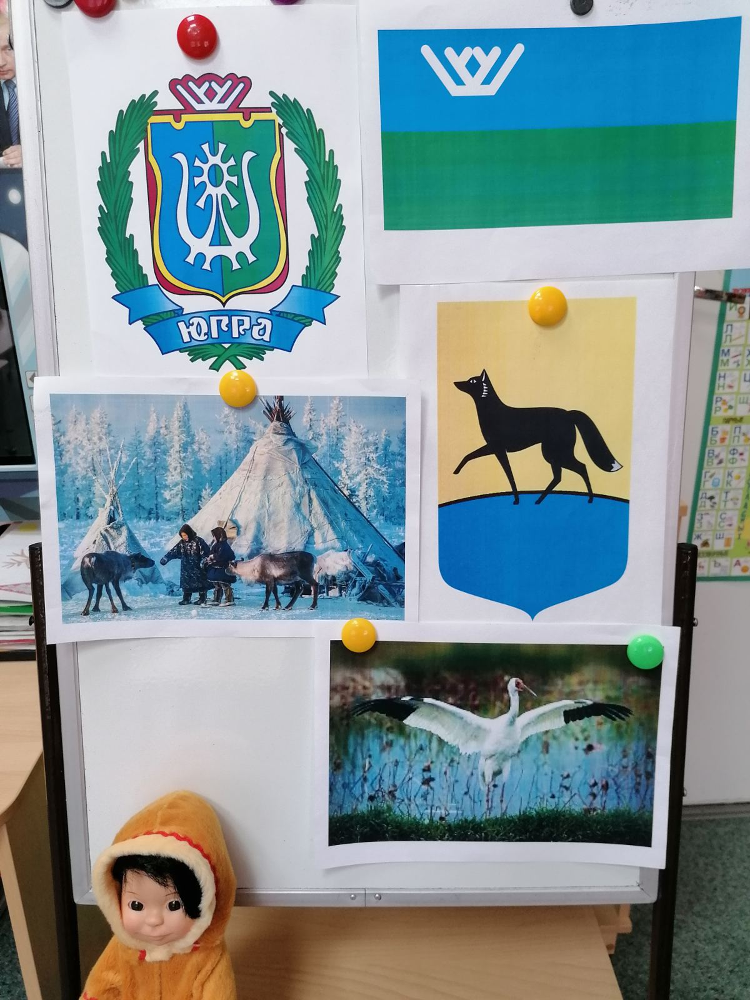 ЮГРА
И
Л
Л
М
М
Н
Н
Р
Р
Б
Б
П
П
В
В
Ф
Ф
Г
Г
К
К
Д
Д
Т
Т
З
З
С
С
Ж
Ш
Ъ
А